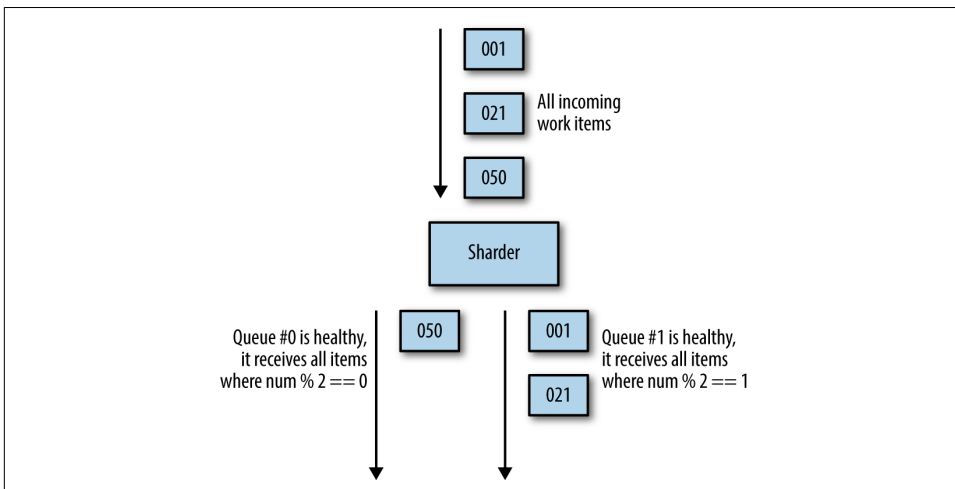 001
021
All incoming
work items
050
Sharder
Queue #0 is healthy,
it receives all items
where num % 2 == 0
050
001
021
Queue #1 is healthy,
it receives all items
where num % 2 == 1